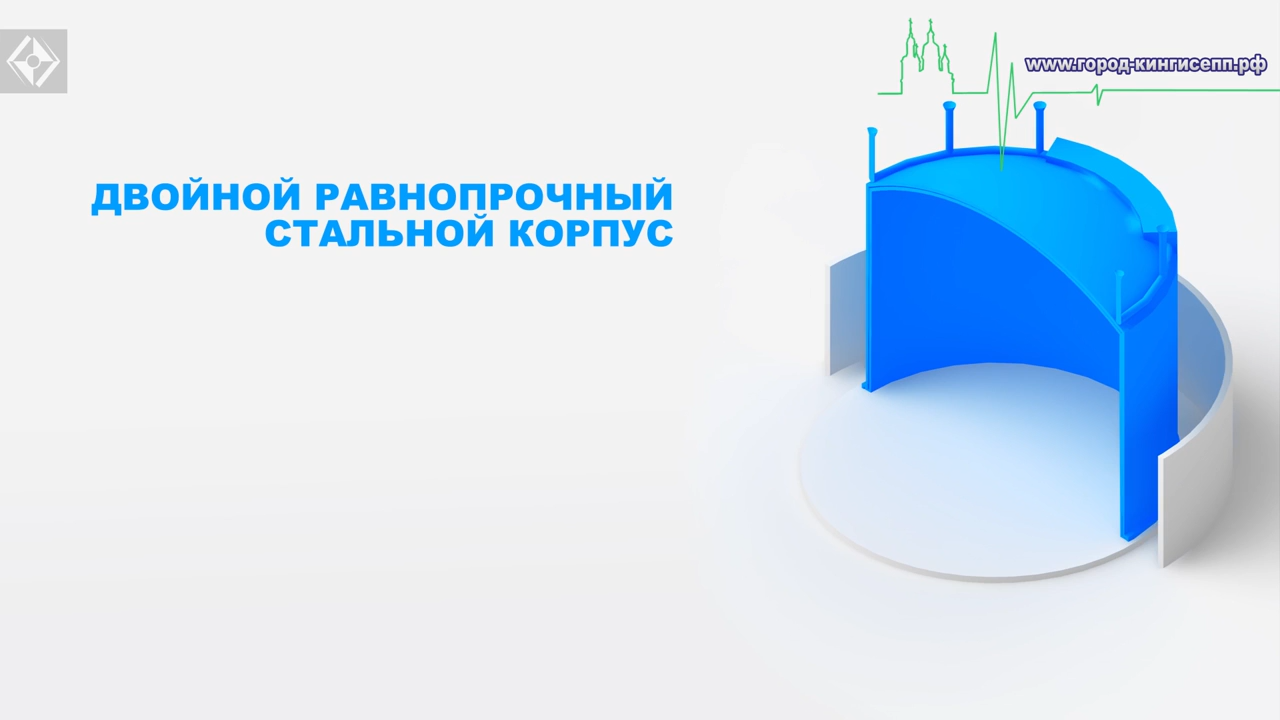 www.город-кингисепп.рф
ДВОЙНОЙ РАВНОПРОЧНЫЙ
СТАЛЬНОЙ КОРПУС